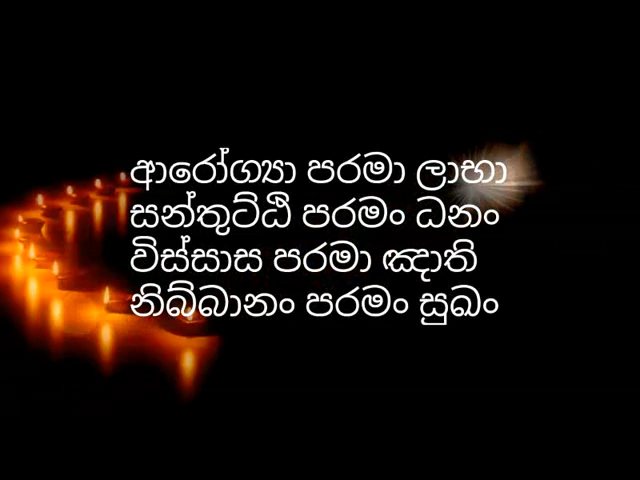 ආරෝග්‍යා පරමා ලාභා
සන්තුට්ඨි පරමං ධනං
විස්සාස පරමා ඤාති
නිබ්බානං පරමං සුඛං